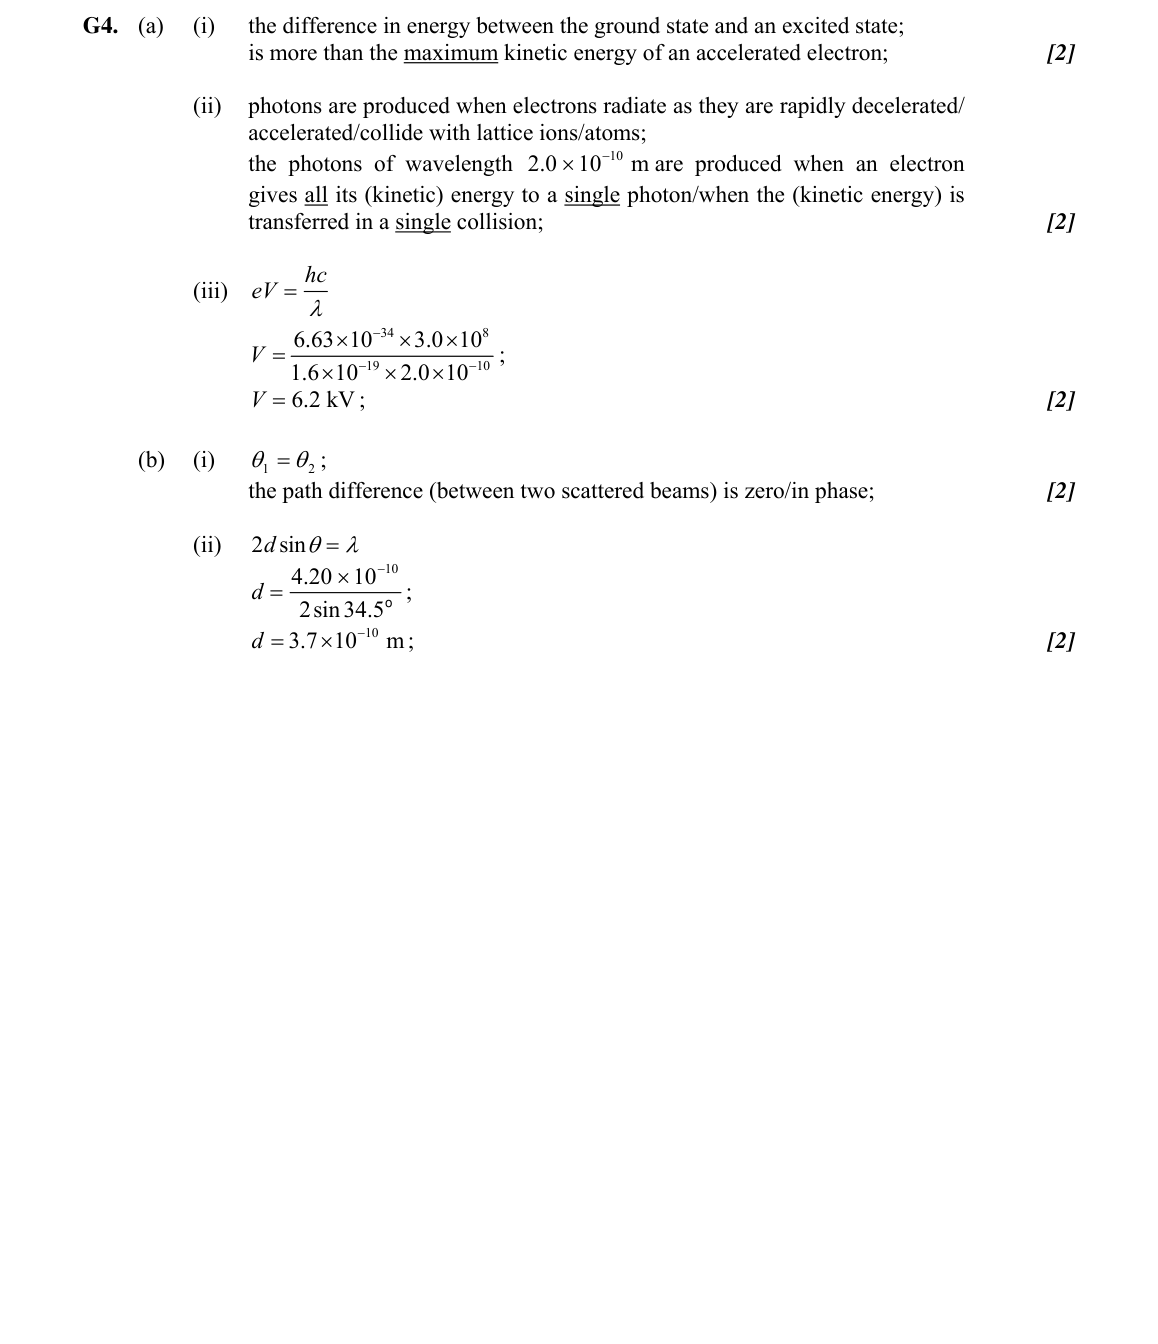 G4. (a) (i) the difference in energy between the ground state and an excited state;
is more than the maximum kinetic energy of an accelerated electron; [2]
(ii) photons are produced when electrons radiate as they are rapidly decelerated/
accelerated/collide with lattice ions/atoms;
the photons of wavelength 2.0 × 10⁻¹⁰ m are produced when an electron
gives all its (kinetic) energy to a single photon/when the (kinetic energy) is
transferred in a single collision; [2]
(iii) eV = hc/λ
V = 6.63×10⁻³⁴ ×3.0×10⁸ / 1.6×10⁻¹⁹ ×2.0×10⁻¹⁰ ;
V = 6.2 kV ; [2]
(b) (i) θ₁ = θ₂ ;
the path difference (between two scattered beams) is zero/in phase; [2]
(ii) 2d sin θ = λ
d = 4.20 × 10⁻¹⁰ / 2 sin 34.5° ;
d = 3.7×10⁻¹⁰ m ; [2]